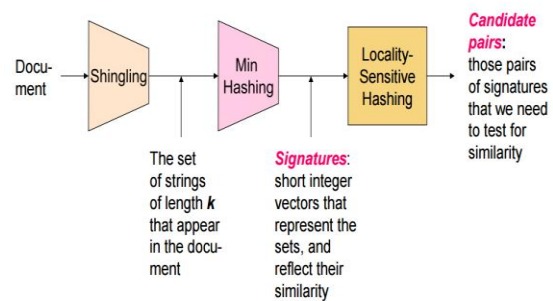 Docu-
ment
Shingling
Min
Hashing
Locality-
Sensitive
Hashing
Candidate
pairs:
those pairs
of signatures
that we need
to test for
similarity
The set
of strings
of length k
that appear
in the docu-
ment
Signatures:
short integer
vectors that
represent the
sets, and
reflect their
similarity